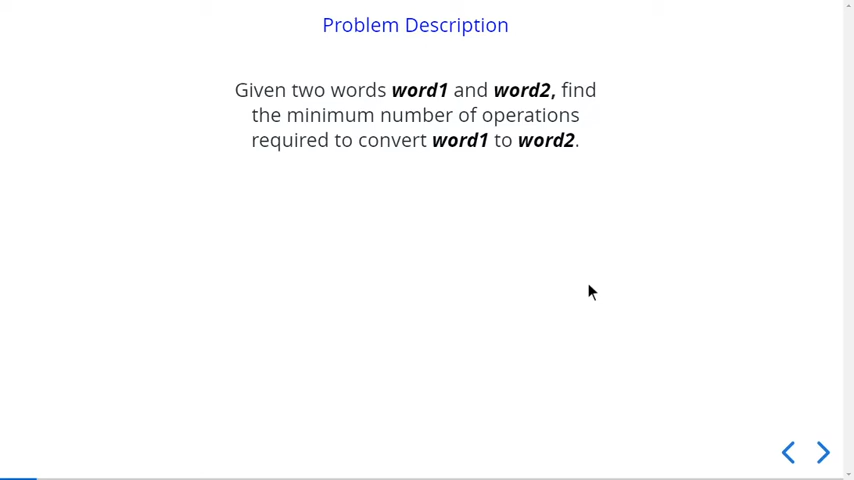 Problem Description
Given two words word1 and word2, find
the minimum number of operations
required to convert word1 to word2.